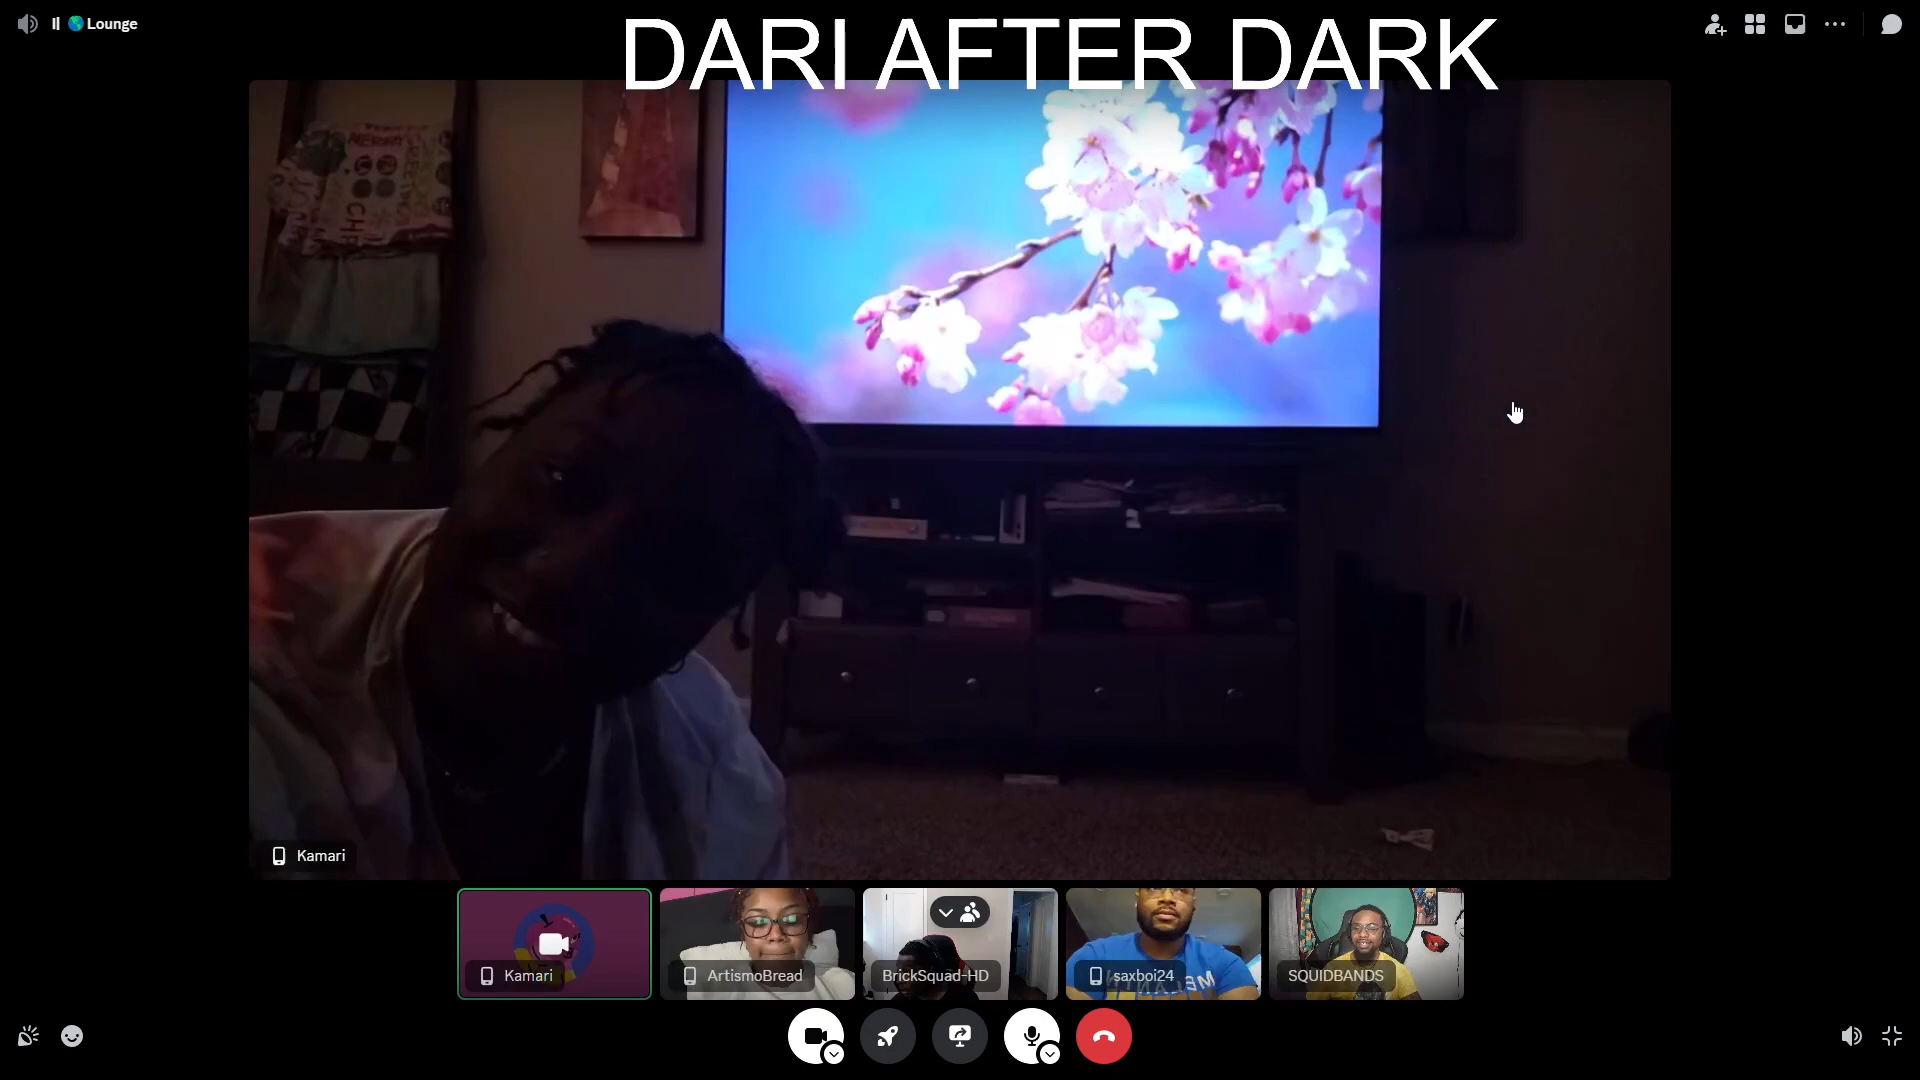 Lounge
DARI AFTER DARK
Kamari
Kamari
ArtismoBread
BrickSquad-HD
saxboi24
SQUIDBANDS